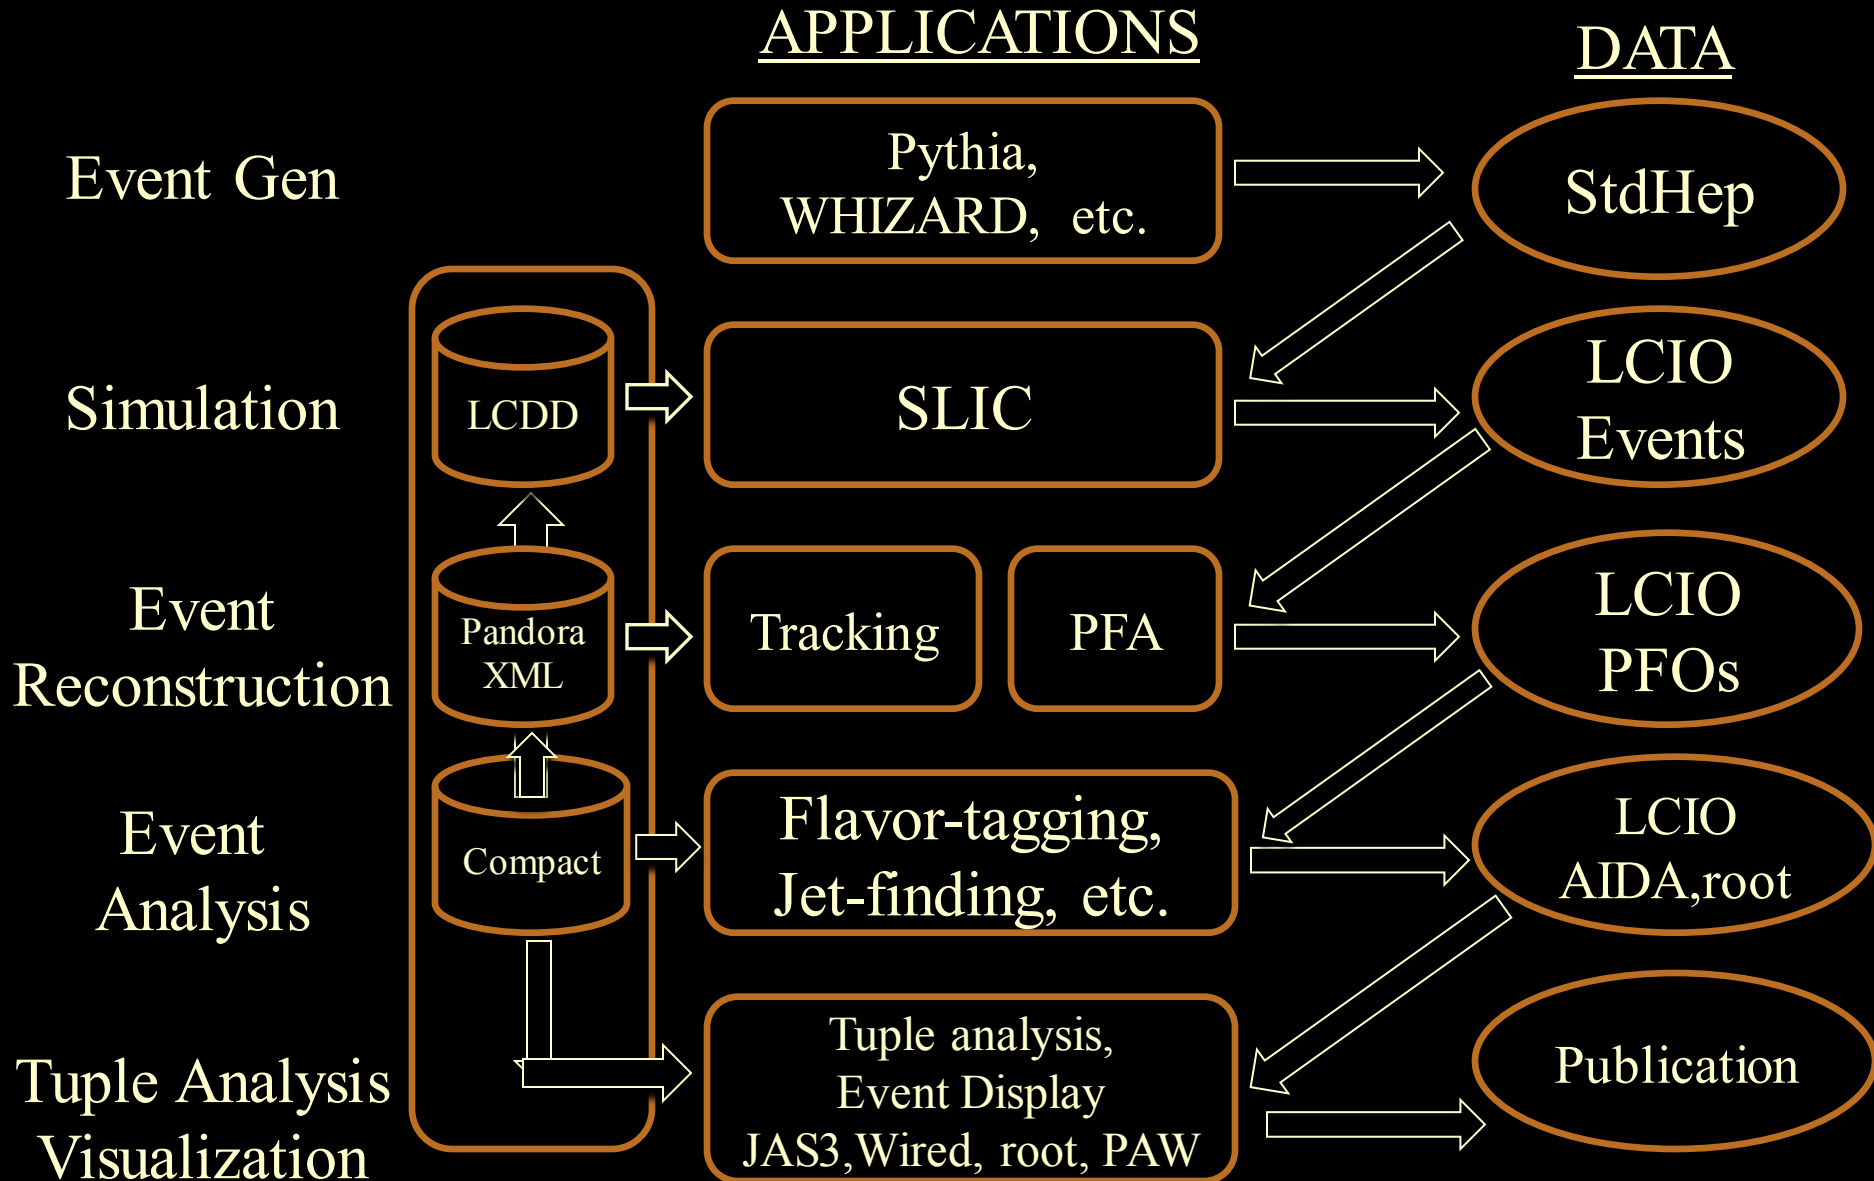 APPLICATIONS
DATA
Event Gen
Pythia,
WHIZARD, etc.
StdHep
Simulation
LCDD
SLIC
LCIO
Events
Event
Reconstruction
Pandora
XML
Tracking
PFA
LCIO
PFOs
Event
Analysis
Compact
Flavor-tagging,
Jet-finding, etc.
LCIO
AIDA,root
Tuple Analysis
Visualization
Tuple analysis,
Event Display
JAS3,Wired, root, PAW
Publication